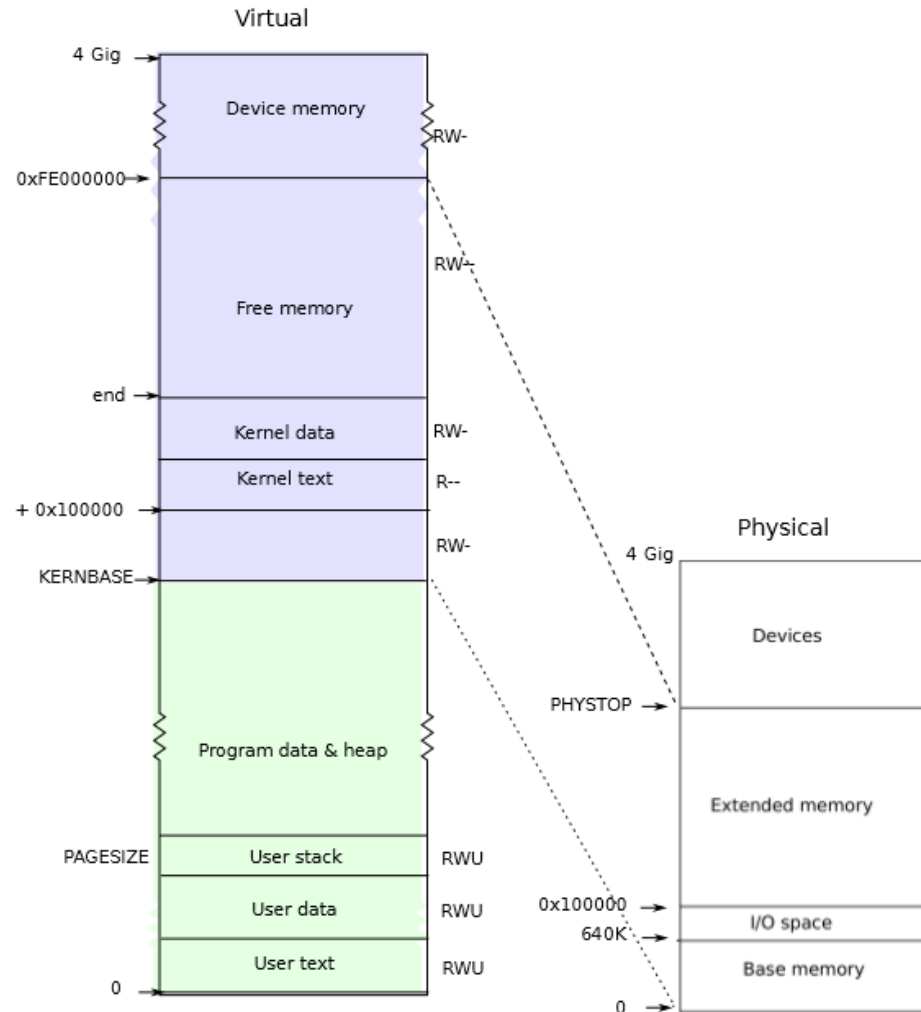 Virtual
4 Gig
Device memory
RW-
0xFE000000
RW--
Free memory
end
Kernel data
RW-
Kernel text
R--
+ 0x100000
RW-
KERNBASE
Program data & heap
PAGESIZE
User stack
RWU
User data
RWU
User text
RWU
0
Physical
4 Gig
Devices
PHYSTOP
Extended memory
0x100000
I/O space
640K
Base memory
0